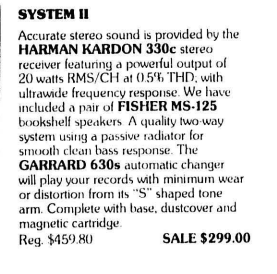 SYSTEM II
Accurate stereo sound is provided by the
HARMAN KARDON 330c stereo
receiver featuring a powerful output of
20 watts RMS/CH at 0.5% THD, with
ultrawide frequency response. We have
included a pair of FISHER MS-125
bookshelf speakers. A quality two-way
system using a passive radiator for
smooth clean bass response. The
GARRARD 630s automatic changer
will play your records with minimum wear
or distortion from its "S" shaped tone
arm. Complete with base, dustcover and
magnetic cartridge.
Reg. $459.80 SALE $299.00